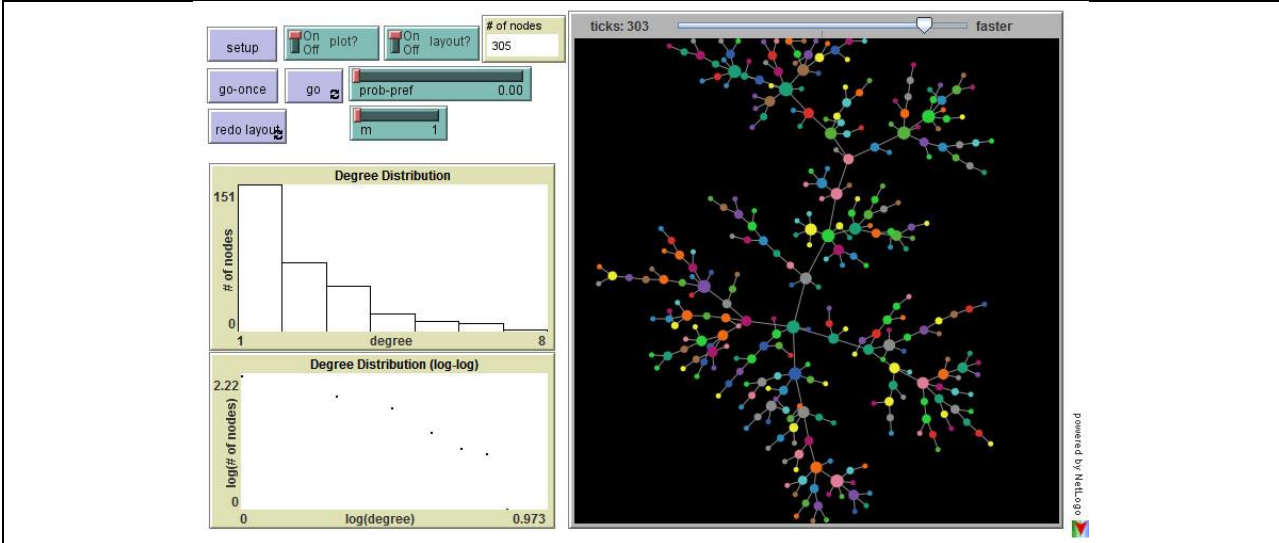 setup
On
Off
plot?
On
Off
layout?
# of nodes
305
go-once
go
prob-pref 0.00
redo layout
m 1
Degree Distribution
151
# of nodes
0
1 degree 8
Degree Distribution (log-log)
2.22
log(# of nodes)
0
0 log(degree) 0.973
ticks: 303 faster
powered by NetLogo